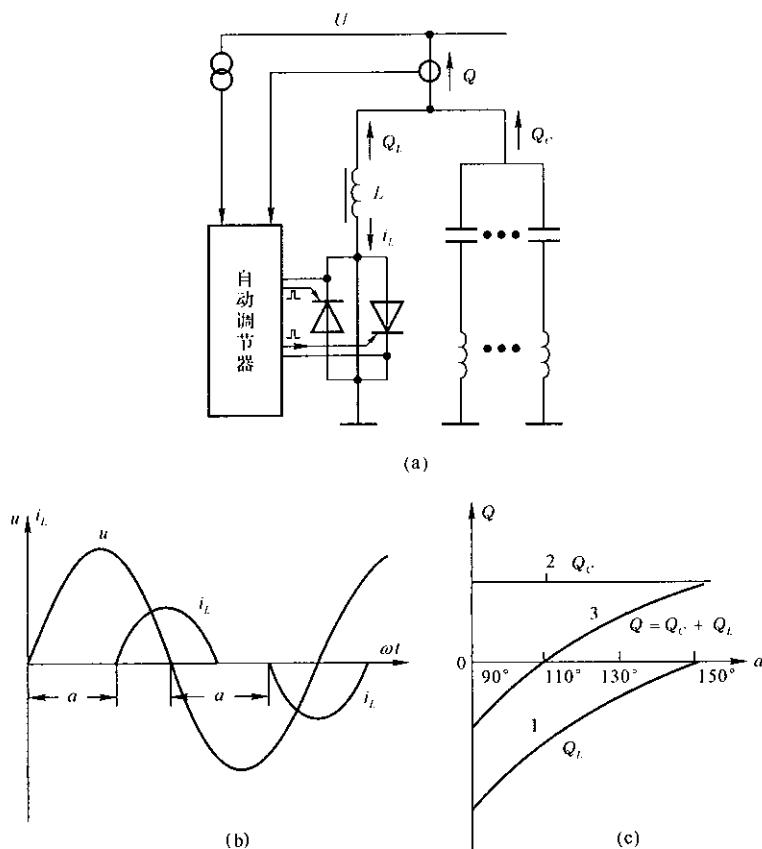 U
Q
Q_L
Q_C
L
i_L
自动调节器
(a)
u i_L
u
i_L
ωt
a
a
i_L
(b)
Q
2 Q_C
3
Q = Q_C + Q_L
0
90° 110° 130° 150° a
1
Q_L
(c)